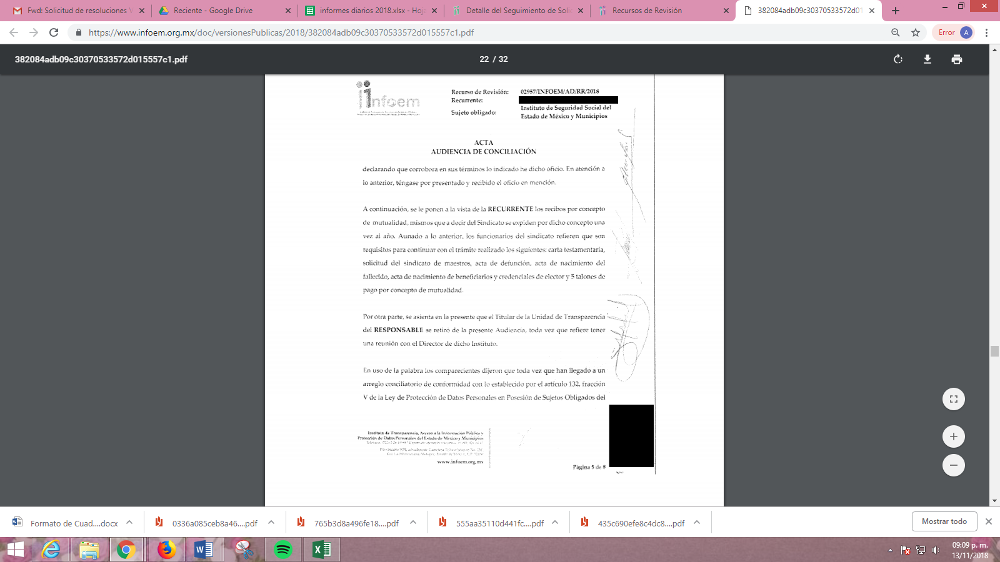 Fwd: Solicitud de resoluciones V
Reciente - Google Drive
informes diarios 2018.xlsx - Hoja
Detalle del Seguimiento de Solic
Recursos de Revisión
382084adb09c30370533572d01
https://www.infoem.org.mx/doc/versionesPublicas/2018/382084adb09c30370533572d015557c1.pdf
Error A
382084adb09c30370533572d015557c1.pdf
22 / 32
infoem
Recurso de Revisión: 02957/INFOEM/AD/RR/2018
Recurrente:
Sujeto obligado: Instituto de Seguridad Social del
Estado de México y Municipios
ACTA
AUDIENCIA DE CONCILIACIÓN
declarando que corrobora en sus términos lo indicado he dicho oficio. En atención a
lo anterior, téngase por presentado y recibido el oficio en mención.
A continuación, se le ponen a la vista de la RECURRENTE los recibos por concepto
de mutualidad, mismos que a decir del Sindicato se expiden por dicho concepto una
vez al año. Aunado a lo anterior, los funcionarios del sindicato refieren que son
requisitos para continuar con el trámite realizado los siguientes: carta testamentaria,
solicitud del sindicato de maestros, acta de defunción, acta de nacimiento del
fallecido, acta de nacimiento de beneficiarios y credenciales de elector y 5 talones de
pago por concepto de mutualidad.
Por otra parte, se asienta en la presente que el Titular de la Unidad de Transparencia
del RESPONSABLE se retiró de la presente Audiencia, toda vez que refiere tener
una reunión con el Director de dicho Instituto.
En uso de la palabra los comparecientes dijeron que toda vez que han llegado a un
arreglo conciliatorio de conformidad con lo establecido por el artículo 132, fracción
V de la Ley de Protección de Datos Personales en Posesión de Sujetos Obligados del
Instituto de Transparencia, Acceso a la Información Pública y
Protección de Datos Personales del Estado de México y Municipios
www.infoem.org.mx
Página 5 de 8
Formato de Cuad....docx
0336a085ceb8a46....pdf
765b3d8a496fe18....pdf
555aa35110d441fc....pdf
435c690efe8c4dc8....pdf
Mostrar todo
09:09 p. m.
13/11/2018